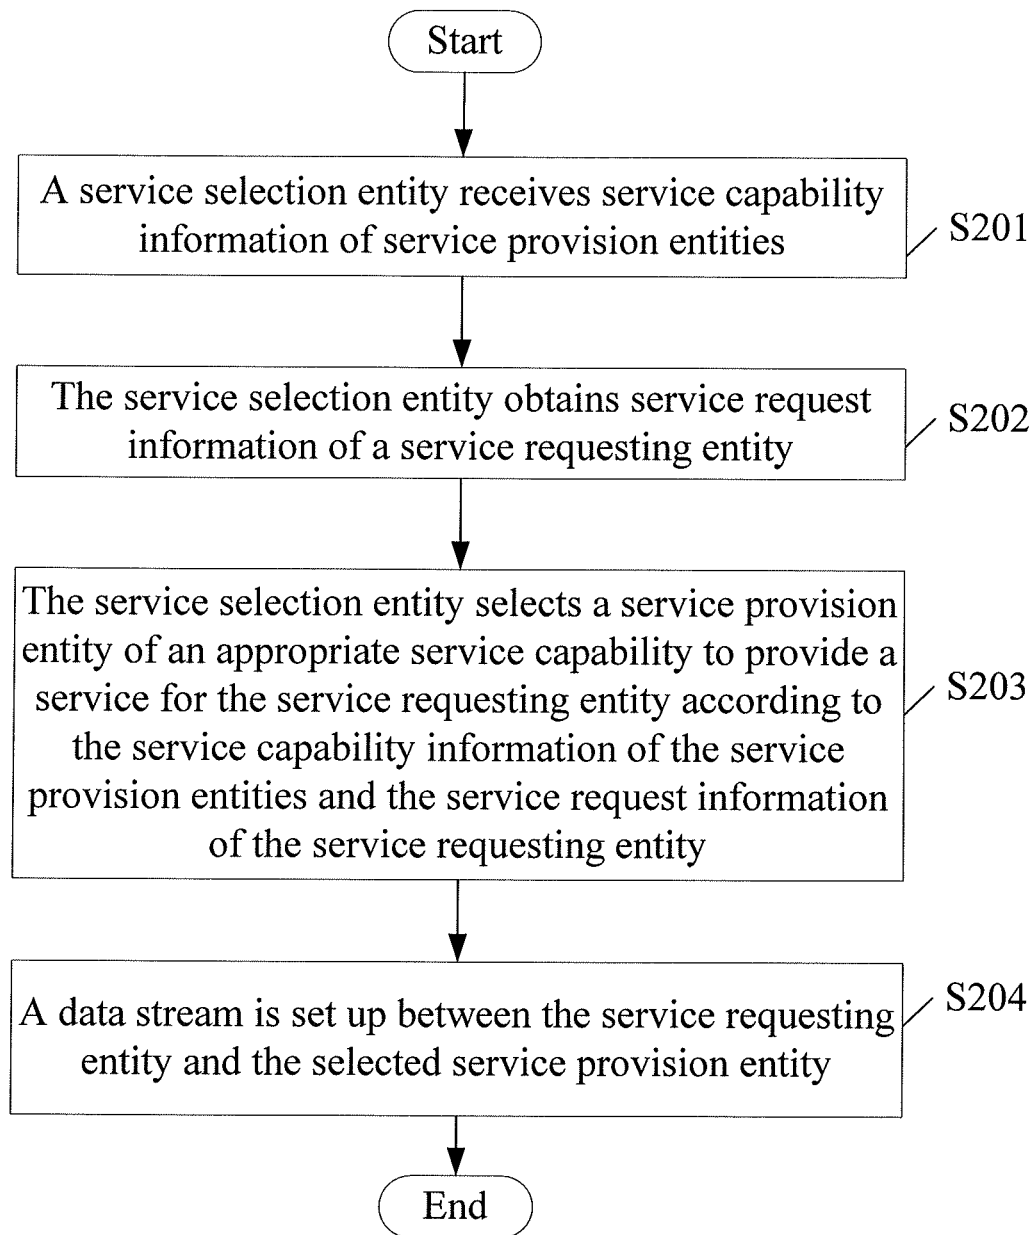 Start
A service selection entity receives service capability
information of service provision entities
S201
The service selection entity obtains service request
information of a service requesting entity
S202
The service selection entity selects a service provision
entity of an appropriate service capability to provide a
service for the service requesting entity according to
the service capability information of the service
provision entities and the service request information
of the service requesting entity
S203
A data stream is set up between the service requesting
entity and the selected service provision entity
S204
End